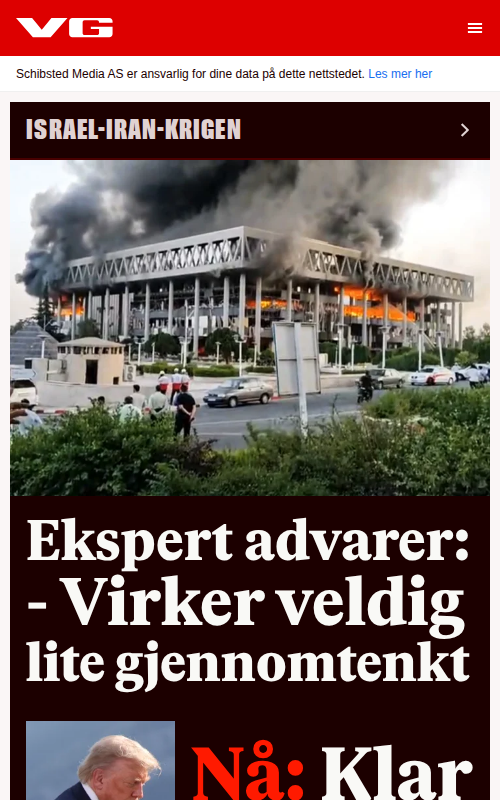 VG
Schibsted Media AS er ansvarlig for dine data på dette nettstedet. Les mer her
ISRAEL-IRAN-KRIGEN
Ekspert advarer:
- Virker veldig
lite gjennomtenkt
Nå: Klar